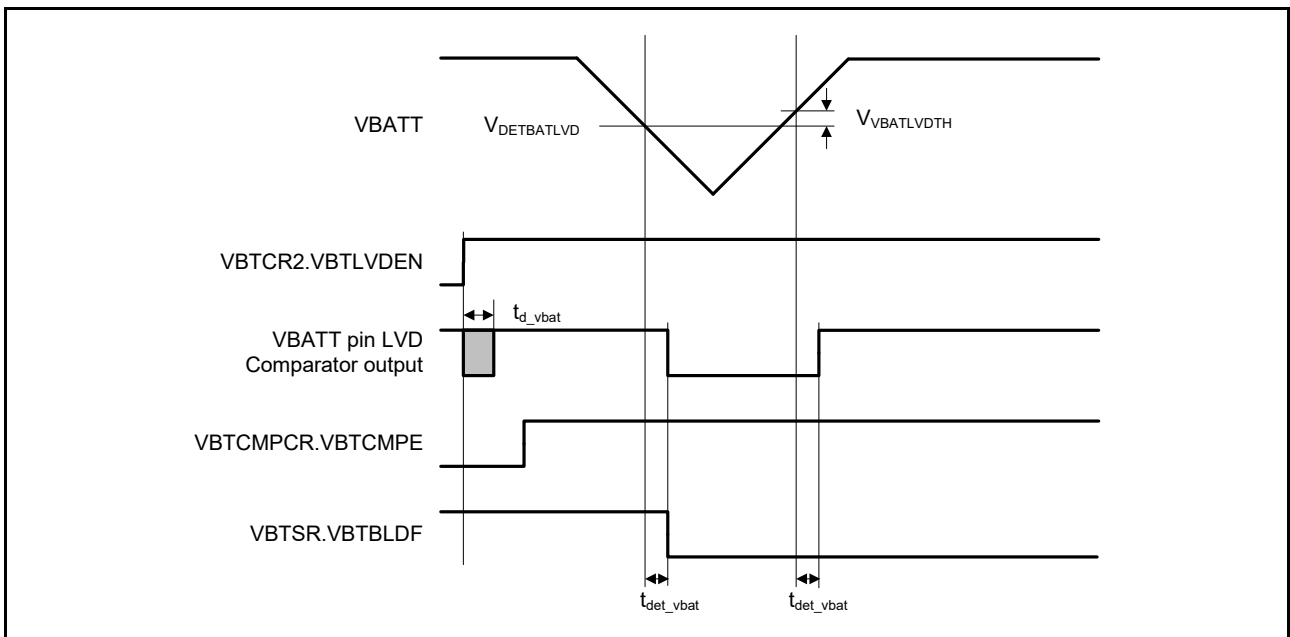 VBATT
VDETBATLVD
VVBATLVDTH
VBTCR2.VBTLVDEN
td_vbat
VBATT pin LVD
Comparator output
VBTCMPCR.VBTCMPE
VBTSR.VBTBLDF
tdet_vbat
tdet_vbat